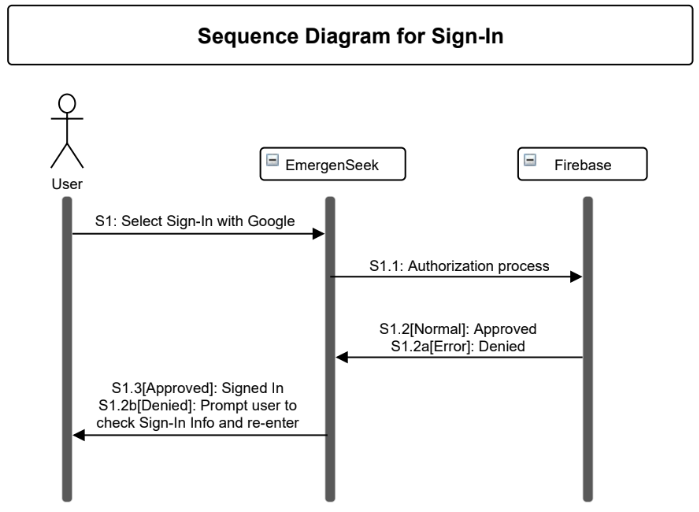 Sequence Diagram for Sign-In
User
EmergenSeek
Firebase
S1: Select Sign-In with Google
S1.1: Authorization process
S1.2[Normal]: Approved
S1.2a[Error]: Denied
S1.3[Approved]: Signed In
S1.2b[Denied]: Prompt user to
check Sign-In Info and re-enter